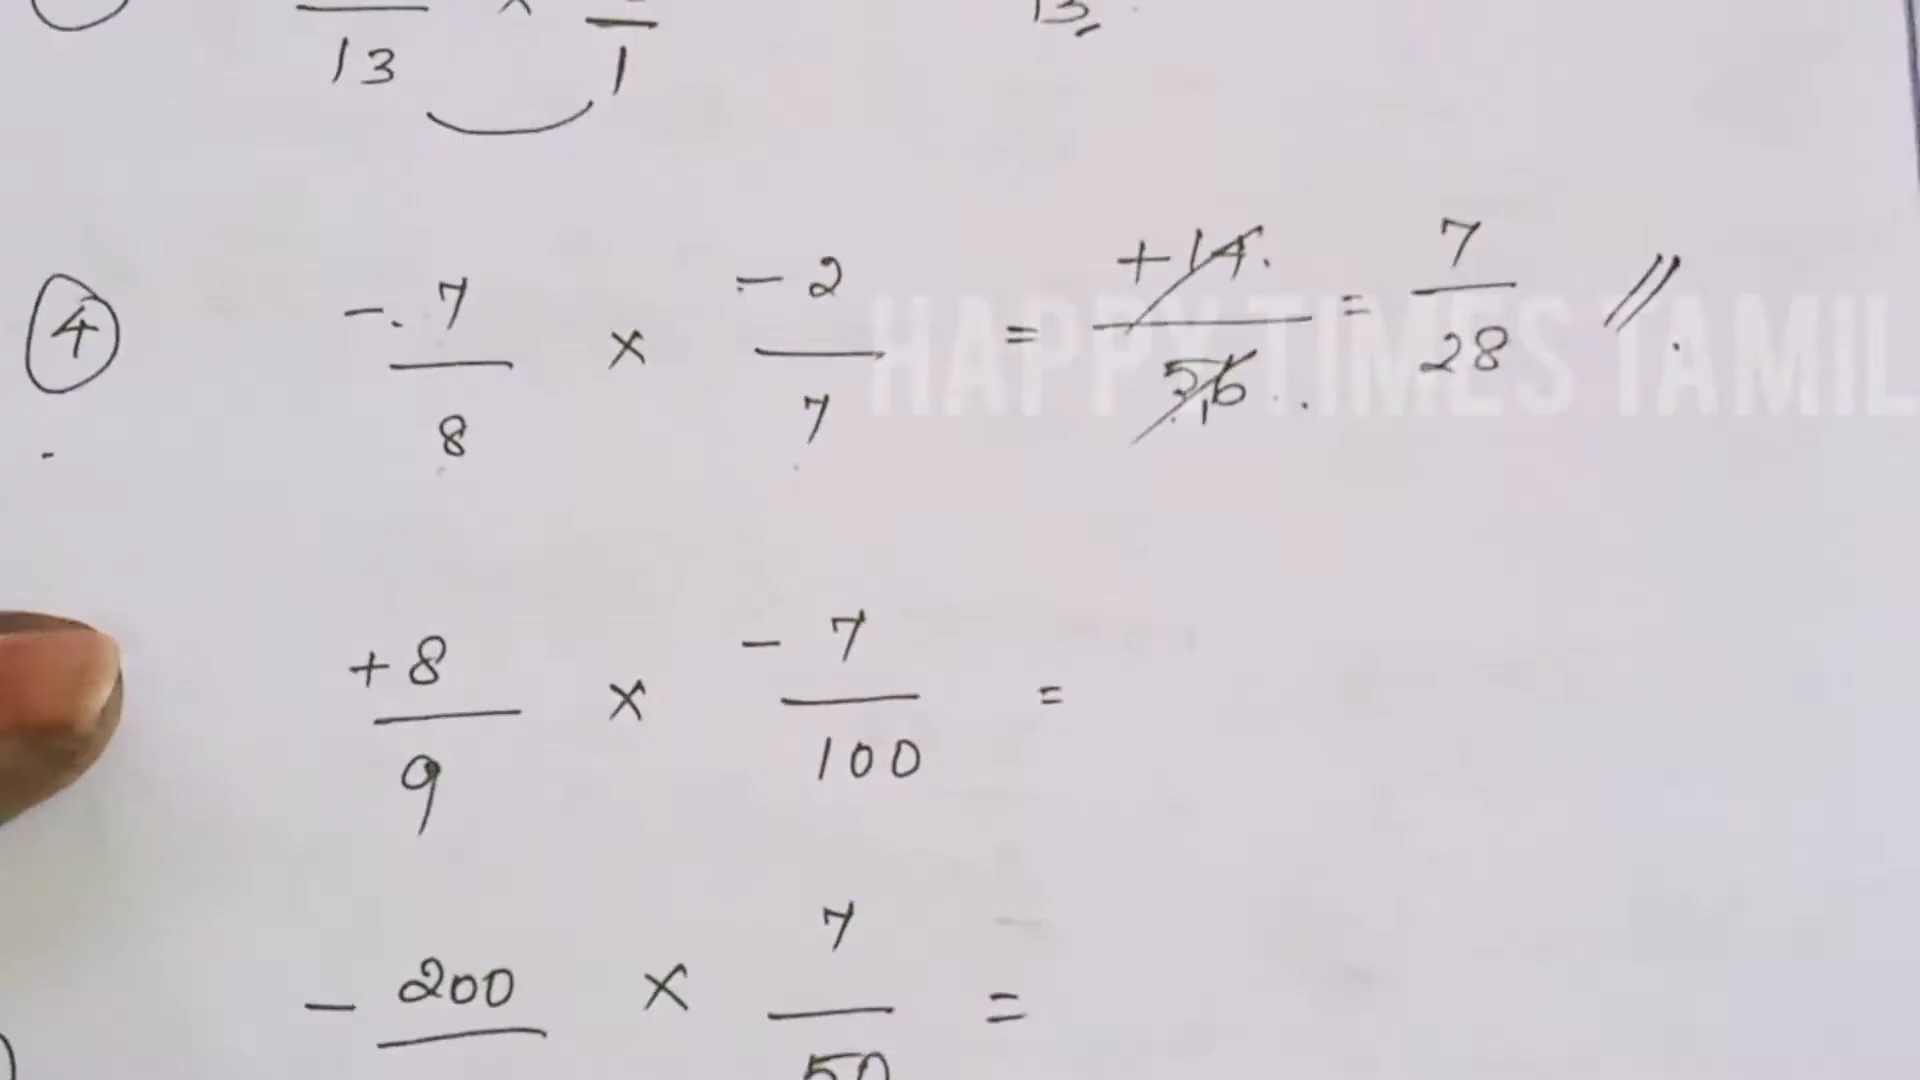 13 × 1 13
4 -7/8 × -2/7 = +14/56 = 7/28 //
HAPPY TIMES TAMIL
+8/9 × -7/100 =
-200 × 7/50 =